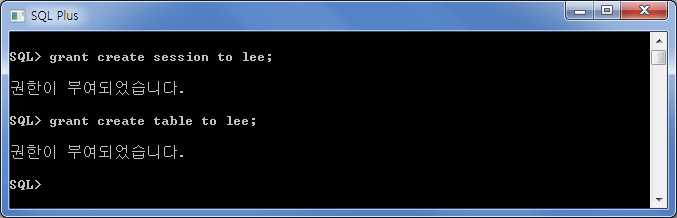 SQL Plus
SQL> grant create session to lee;
권한이 부여되었습니다.
SQL> grant create table to lee;
권한이 부여되었습니다.
SQL>